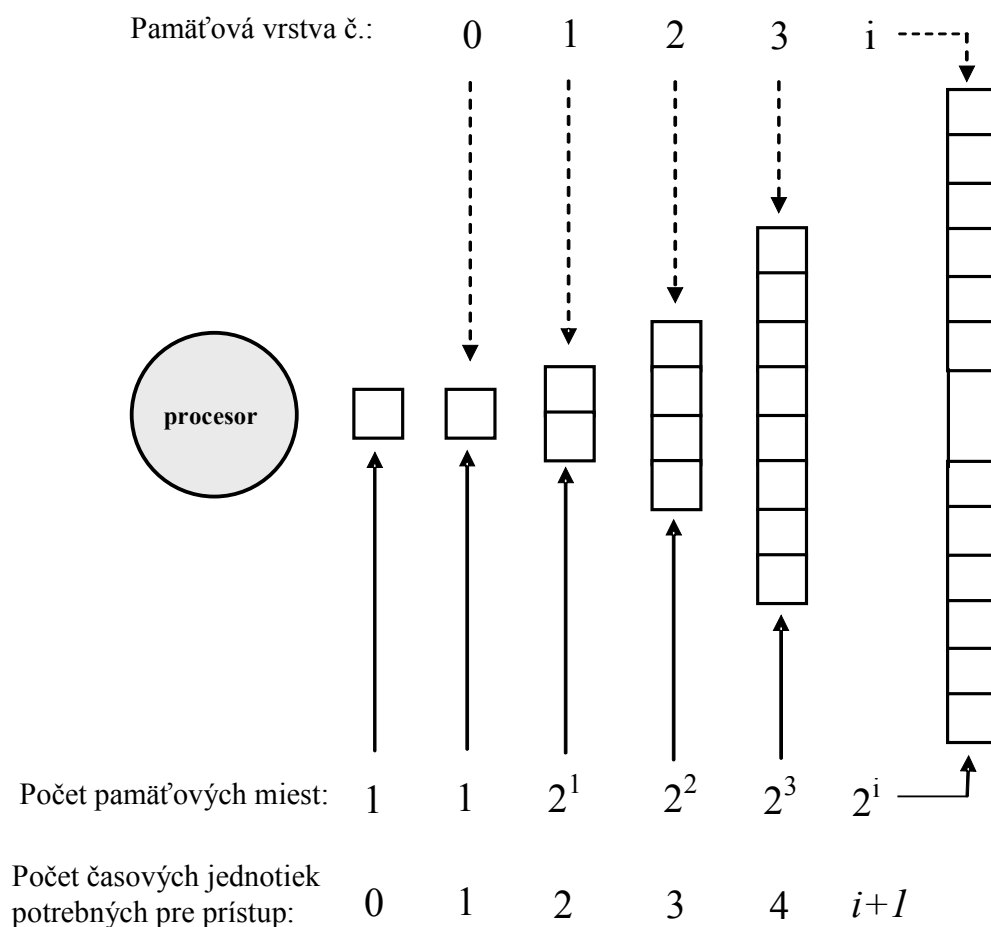 Pamäťová vrstva č.: 0 1 2 3 i
procesor
Počet pamäťových miest: 1 1 2^1 2^2 2^3 2^i
Počet časových jednotiek
potrebných pre prístup: 0 1 2 3 4 i+1